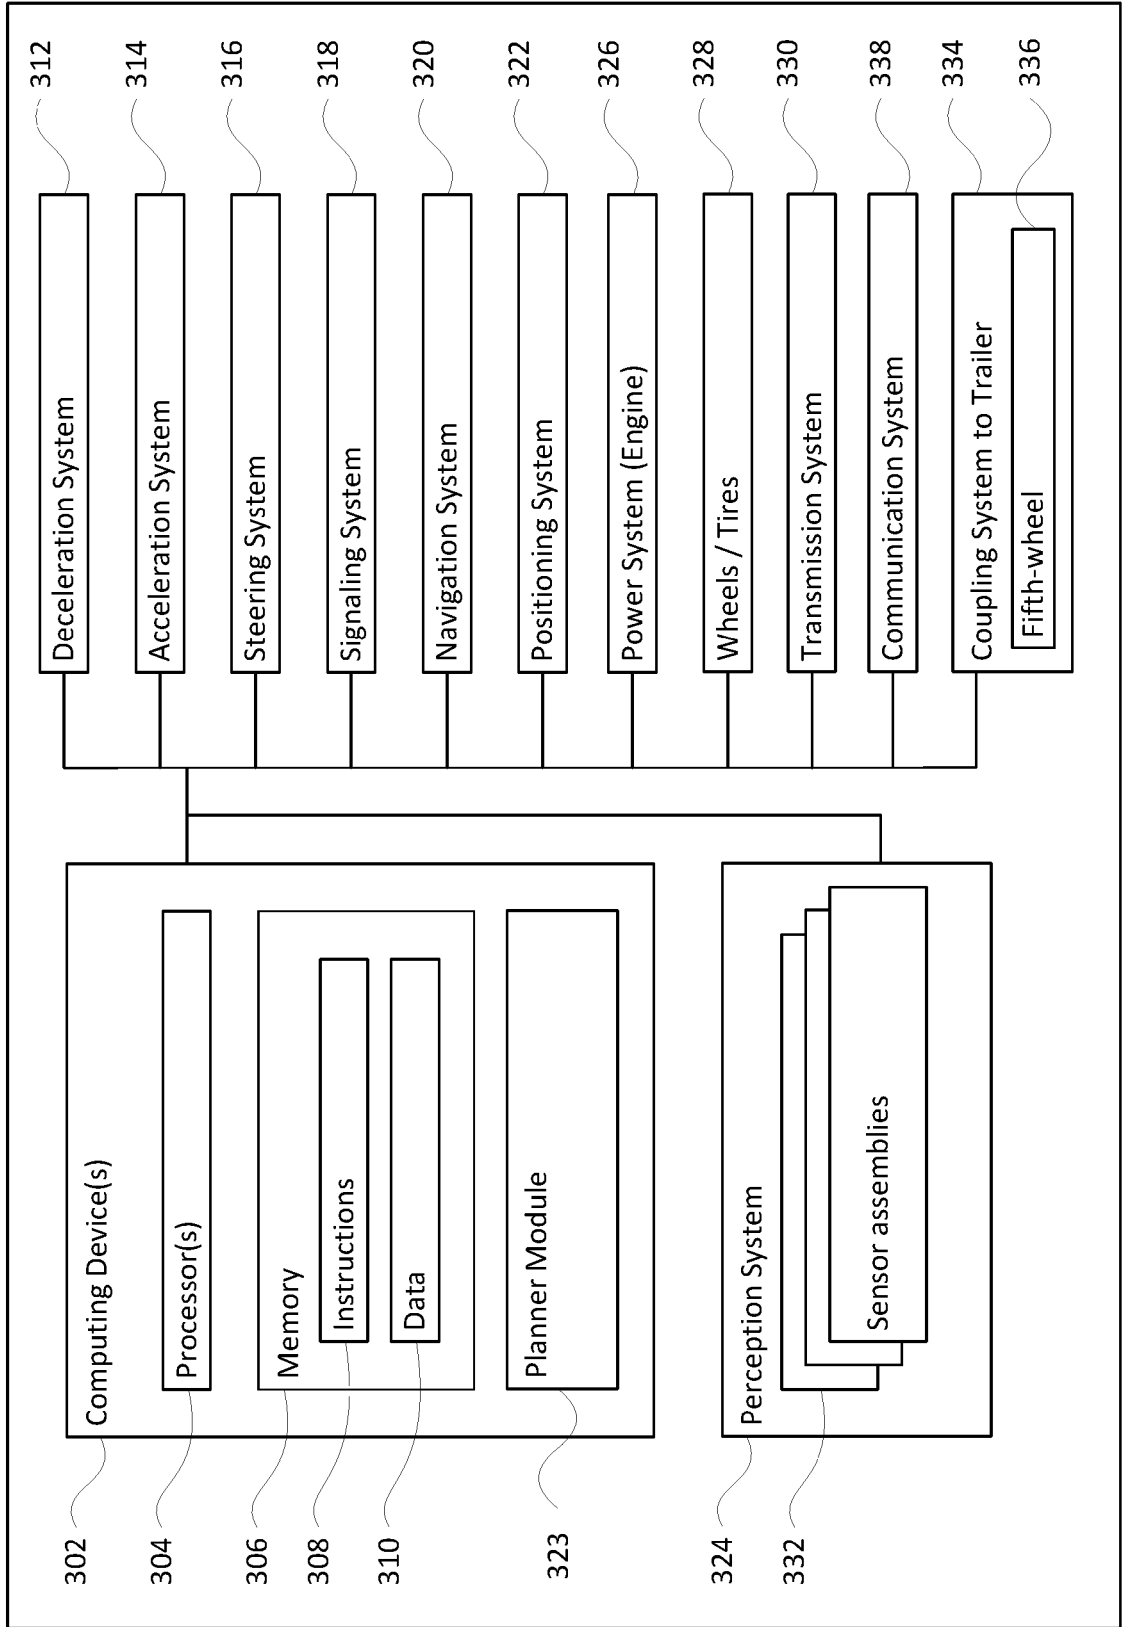 302
Computing Device(s)
304
Processor(s)
306
Memory
308
Instructions
310
Data
323
Planner Module
324
Perception System
332
Sensor assemblies
Deceleration System
312
Acceleration System
314
Steering System
316
Signaling System
318
Navigation System
320
Positioning System
322
Power System (Engine)
326
Wheels / Tires
328
Transmission System
330
Communication System
338
Coupling System to Trailer
334
Fifth-wheel
336